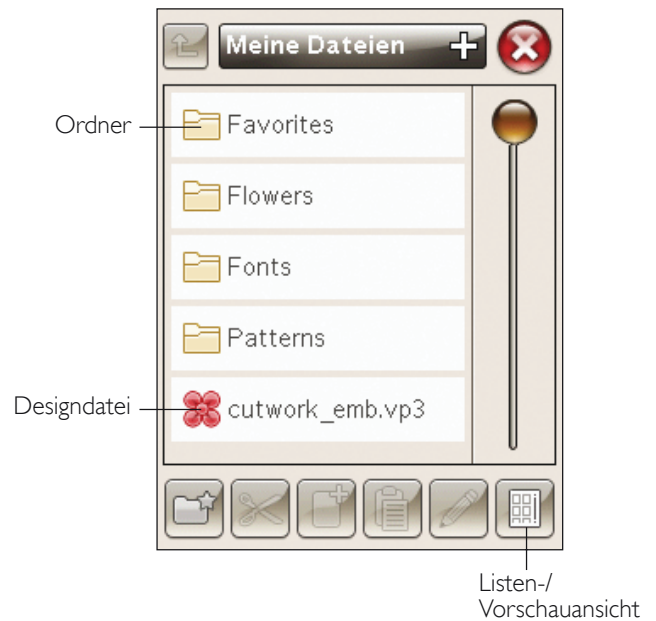 Meine Dateien
Ordner
Favorites
Flowers
Fonts
Patterns
Designdatei
cutwork_emb.vp3
Listen-/
Vorschauansicht